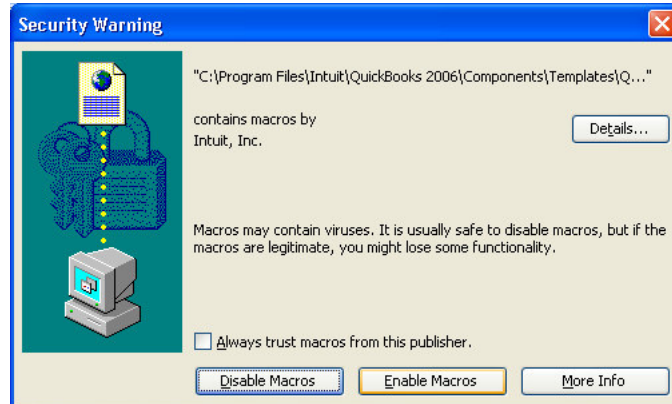 Security Warning
"C:\Program Files\Intuit\QuickBooks 2006\Components\Templates\Q..."
contains macros by
Intuit, Inc.
Details...
Macros may contain viruses. It is usually safe to disable macros, but if the
macros are legitimate, you might lose some functionality.
Always trust macros from this publisher.
Disable Macros
Enable Macros
More Info